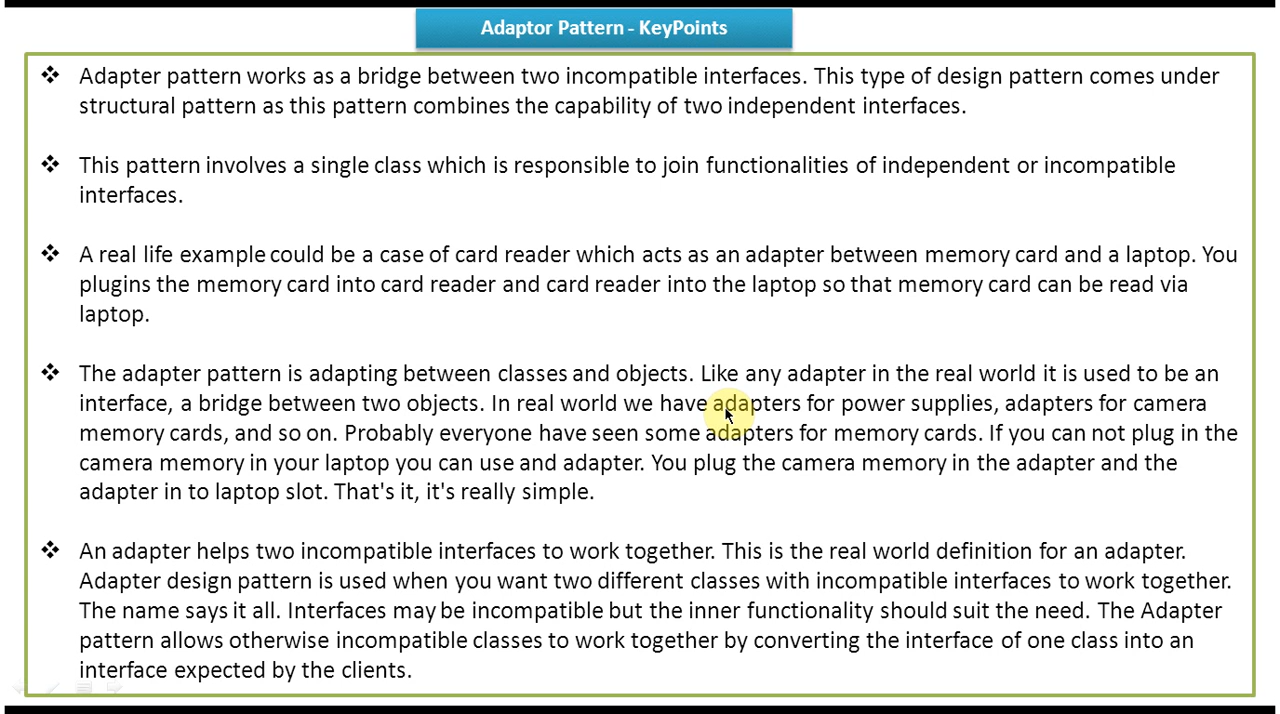 Adaptor Pattern - KeyPoints
❖ Adapter pattern works as a bridge between two incompatible interfaces. This type of design pattern comes under
structural pattern as this pattern combines the capability of two independent interfaces.
❖ This pattern involves a single class which is responsible to join functionalities of independent or incompatible
interfaces.
❖ A real life example could be a case of card reader which acts as an adapter between memory card and a laptop. You
plugins the memory card into card reader and card reader into the laptop so that memory card can be read via
laptop.
❖ The adapter pattern is adapting between classes and objects. Like any adapter in the real world it is used to be an
interface, a bridge between two objects. In real world we have adapters for power supplies, adapters for camera
memory cards, and so on. Probably everyone have seen some adapters for memory cards. If you can not plug in the
camera memory in your laptop you can use and adapter. You plug the camera memory in the adapter and the
adapter in to laptop slot. That's it, it's really simple.
❖ An adapter helps two incompatible interfaces to work together. This is the real world definition for an adapter.
Adapter design pattern is used when you want two different classes with incompatible interfaces to work together.
The name says it all. Interfaces may be incompatible but the inner functionality should suit the need. The Adapter
pattern allows otherwise incompatible classes to work together by converting the interface of one class into an
interface expected by the clients.